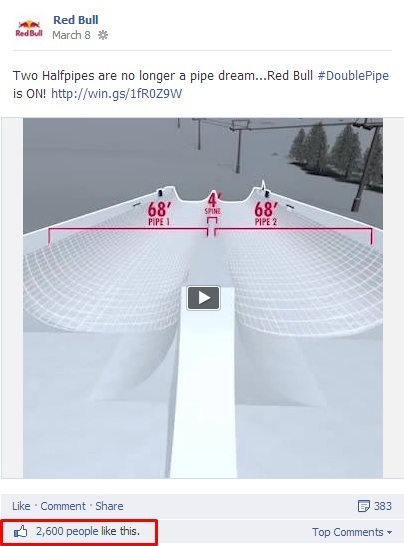 Red Bull
Red Bull
March 8
Two Halfpipes are no longer a pipe dream...Red Bull #DoublePipe
is ON! http://win.gs/1fR0Z9W
68' 4' 68'
PIPE 1 SPINE PIPE 2
Like · Comment · Share 383
2,600 people like this. Top Comments